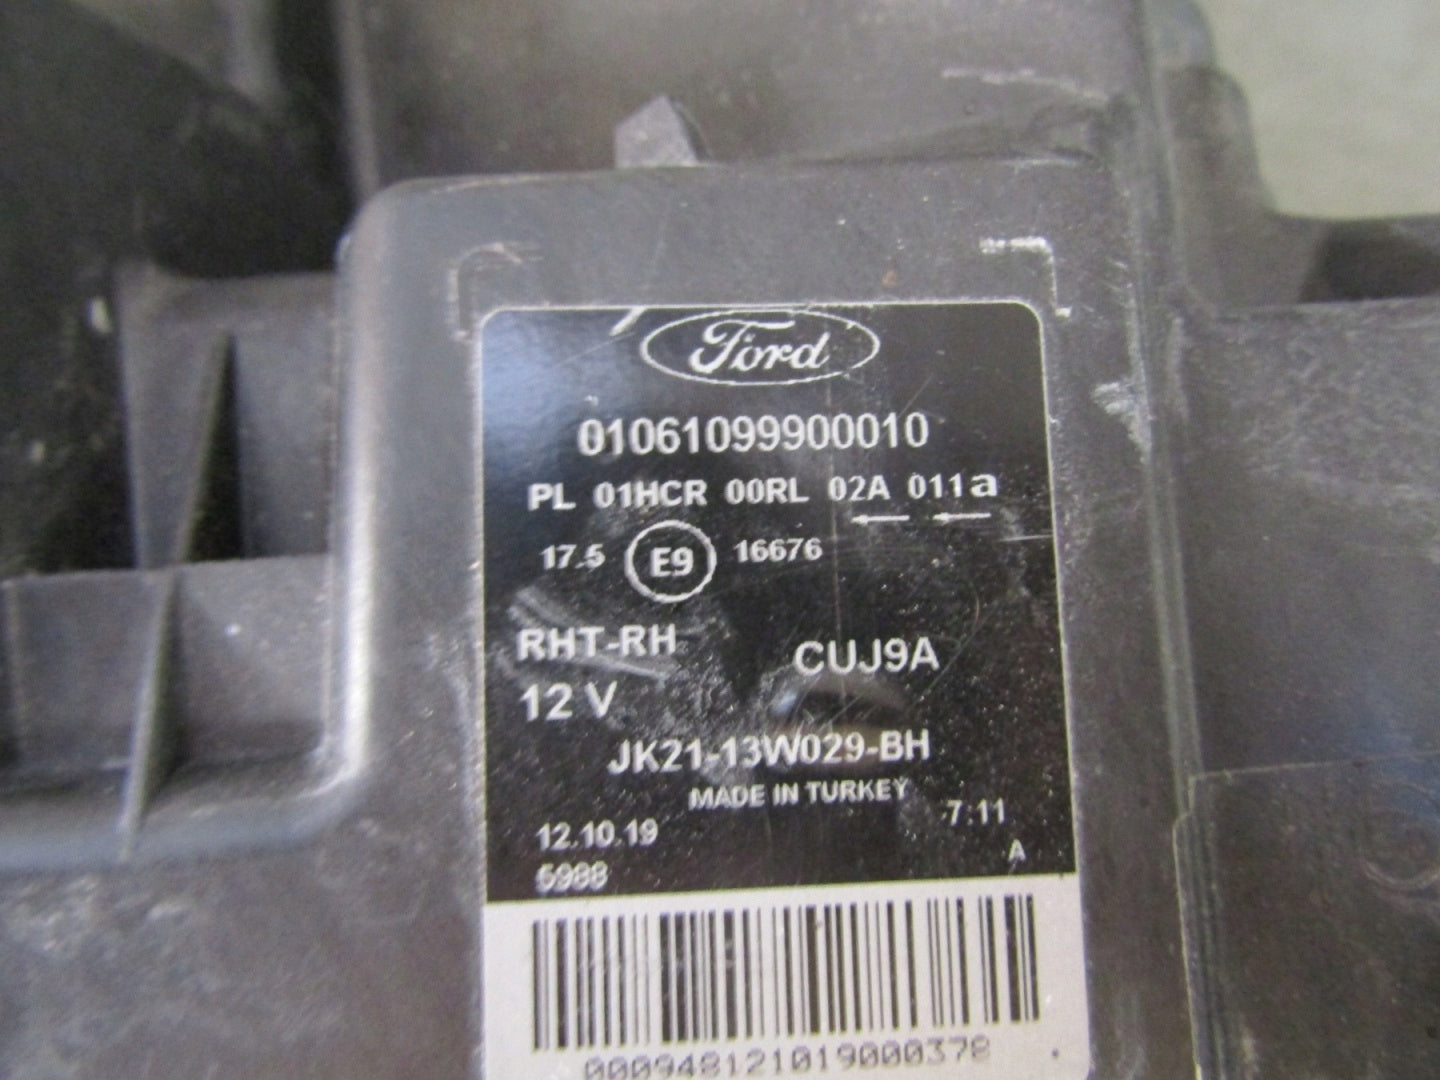 Ford
01061099900010
PL 01HCR 00RL 02A 011a
17.5 E9 16676
RHT-RH CUJ9A
12 V
JK21-13W029-BH
MADE IN TURKEY
12.10.19 7:11
5988 A
000948121019000378